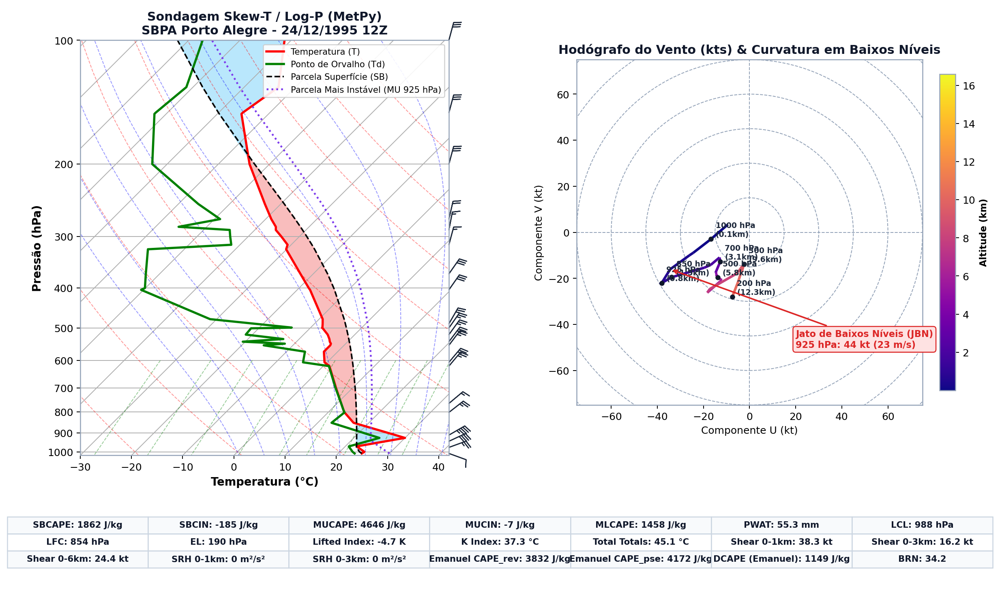 Sondagem Skew-T / Log-P (MetPy)
SBPA Porto Alegre - 24/12/1995 12Z
Temperatura (T)
Ponto de Orvalho (Td)
Parcela Superfície (SB)
Parcela Mais Instável (MU 925 hPa)
Pressão (hPa)
100
200
300
400
500
600
700
800
900
1000
−30
−20
−10
0
10
20
30
40
Temperatura (°C)
Hodógrafo do Vento (kts) & Curvatura em Baixos Níveis
Componente V (kt)
60
40
20
0
−20
−40
−60
1000 hPa
(0.1km)
700 hPa
(3.1km)
300 hPa
(9.6km)
850 hPa
925 hPa
(0.8km)
500 hPa
(5.8km)
200 hPa
(12.3km)
Jato de Baixos Níveis (JBN)
925 hPa: 44 kt (23 m/s)
−60
−40
−20
0
20
40
60
Componente U (kt)
16
14
12
10
8
6
4
2
Altitude (km)
SBCAPE: 1862 J/kg
SBCIN: -185 J/kg
MUCAPE: 4646 J/kg
MUCIN: -7 J/kg
MLCAPE: 1458 J/kg
PWAT: 55.3 mm
LCL: 988 hPa
LFC: 854 hPa
EL: 190 hPa
Lifted Index: -4.7 K
K Index: 37.3 °C
Total Totals: 45.1 °C
Shear 0-1km: 38.3 kt
Shear 0-3km: 16.2 kt
Shear 0-6km: 24.4 kt
SRH 0-1km: 0 m²/s²
SRH 0-3km: 0 m²/s²
Emanuel CAPE_rev: 3832 J/kg
Emanuel CAPE_pse: 4172 J/kg
DCAPE (Emanuel): 1149 J/kg
BRN: 34.2